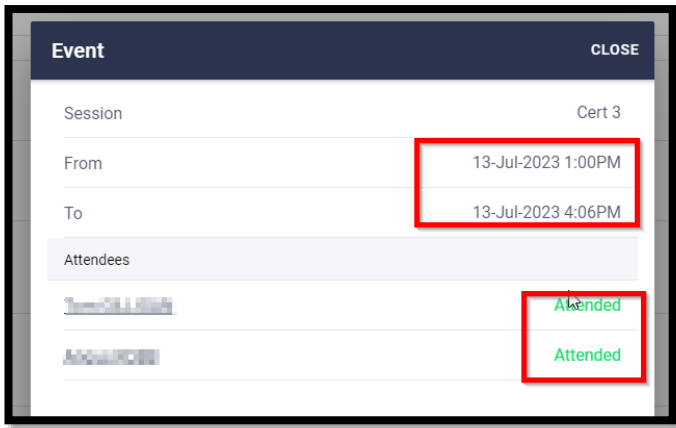 Event CLOSE
Session Cert 3
From 13-Jul-2023 1:00PM
To 13-Jul-2023 4:06PM
Attendees
Attended
Attended